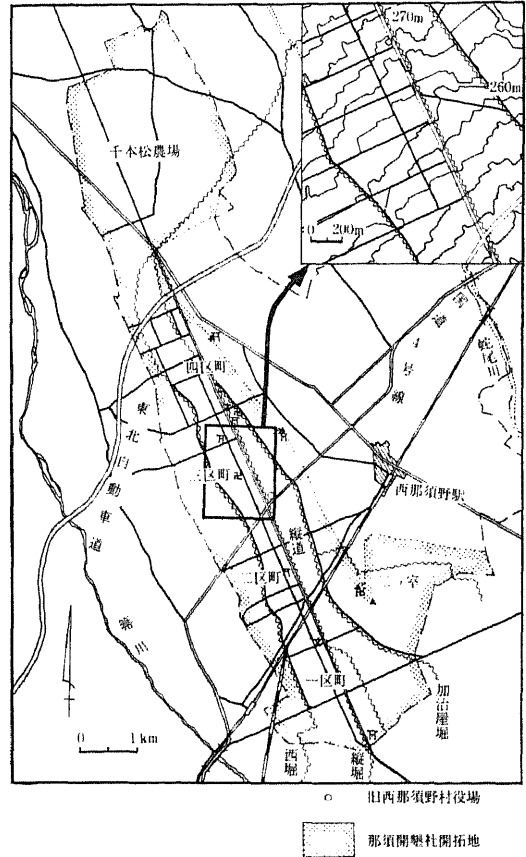 270m
260m
0 200m
千本松農場
四区町
東北自動車道
三区町
国道4号線
蛇尾川
西那須野駅
縦道
二区町
一区町
箒川
0 1km
西堀
縦堀
加治屋堀
旧西那須野村役場
那須開墾社開拓地